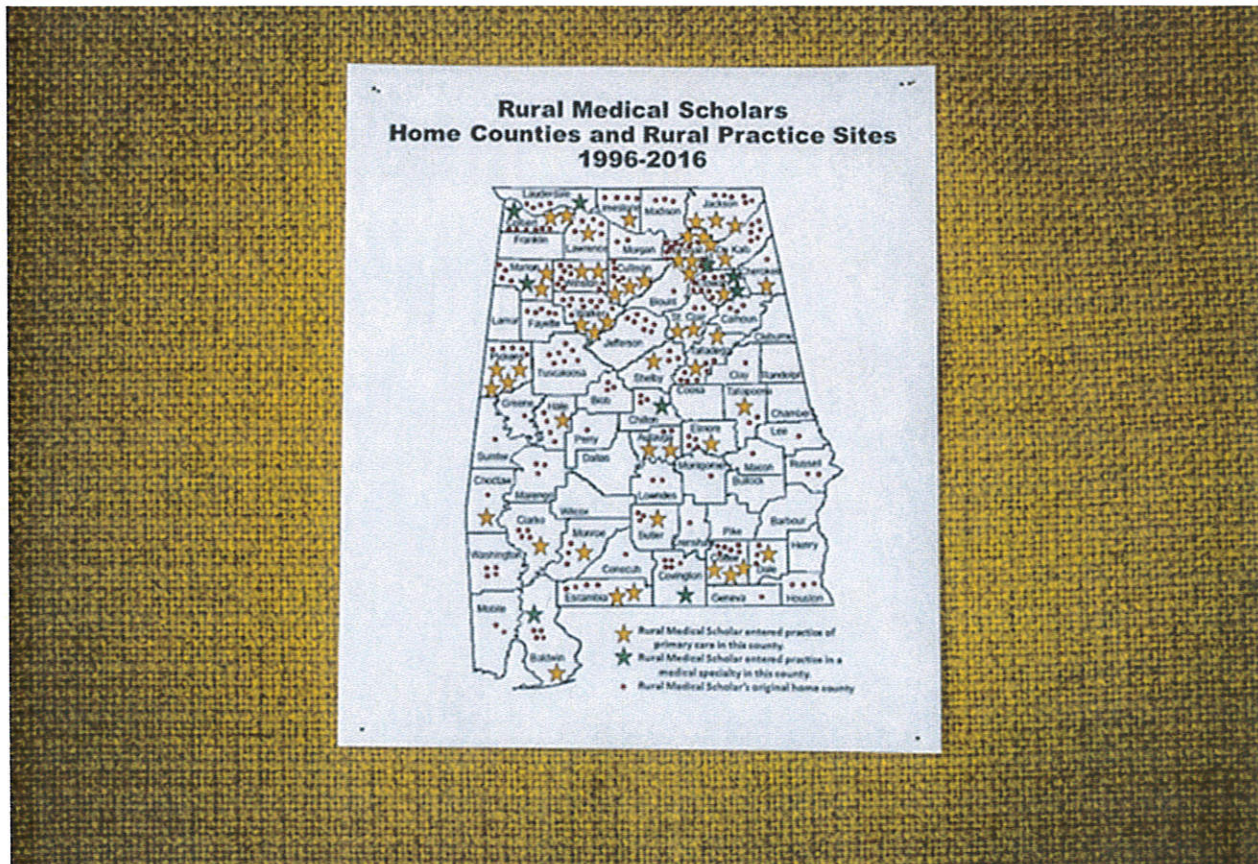 Rural Medical Scholars
Home Counties and Rural Practice Sites
1996-2016
Lauderdale
Limestone
Madison
Jackson
Colbert
Franklin
Lawrence
Morgan
De Kalb
Marion
Winston
Cullman
Cherokee
Blount
Lamar
Fayette
Walker
St. Clair
Calhoun
Jefferson
Cleburne
Pickens
Tuscaloosa
Shelby
Talladega
Clay
Randolph
Greene
Hale
Bibb
Chilton
Coosa
Tallapoosa
Chambers
Perry
Autauga
Elmore
Lee
Sumter
Dallas
Montgomery
Macon
Russell
Choctaw
Marengo
Lowndes
Bullock
Wilcox
Clarke
Monroe
Butler
Crenshaw
Pike
Barbour
Washington
Conecuh
Covington
Coffee
Dale
Henry
Escambia
Geneva
Houston
Mobile
Baldwin
Rural Medical Scholar entered practice of
primary care in this county.
Rural Medical Scholar entered practice in a
medical specialty in this county.
Rural Medical Scholar's original home county